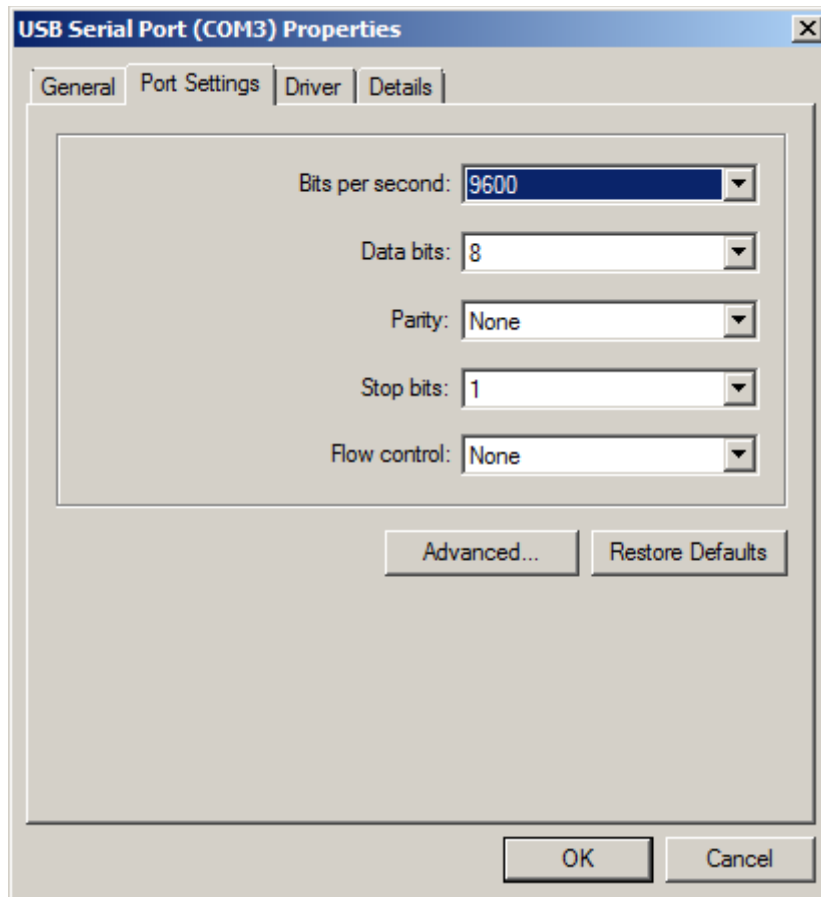 USB Serial Port (COM3) Properties
General Port Settings Driver Details
Bits per second: 9600
Data bits: 8
Parity: None
Stop bits: 1
Flow control: None
Advanced... Restore Defaults
OK Cancel